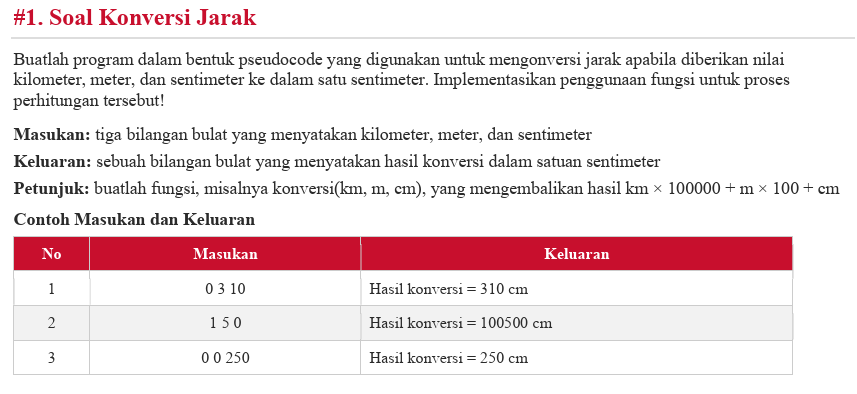 #1. Soal Konversi Jarak
Buatlah program dalam bentuk pseudocode yang digunakan untuk mengonversi jarak apabila diberikan nilai
kilometer, meter, dan sentimeter ke dalam satu sentimeter. Implementasikan penggunaan fungsi untuk proses
perhitungan tersebut!
Masukan: tiga bilangan bulat yang menyatakan kilometer, meter, dan sentimeter
Keluaran: sebuah bilangan bulat yang menyatakan hasil konversi dalam satuan sentimeter
Petunjuk: buatlah fungsi, misalnya konversi(km, m, cm), yang mengembalikan hasil km × 100000 + m × 100 + cm
Contoh Masukan dan Keluaran
No Masukan Keluaran
1 0 3 10 Hasil konversi = 310 cm
2 1 5 0 Hasil konversi = 100500 cm
3 0 0 250 Hasil konversi = 250 cm